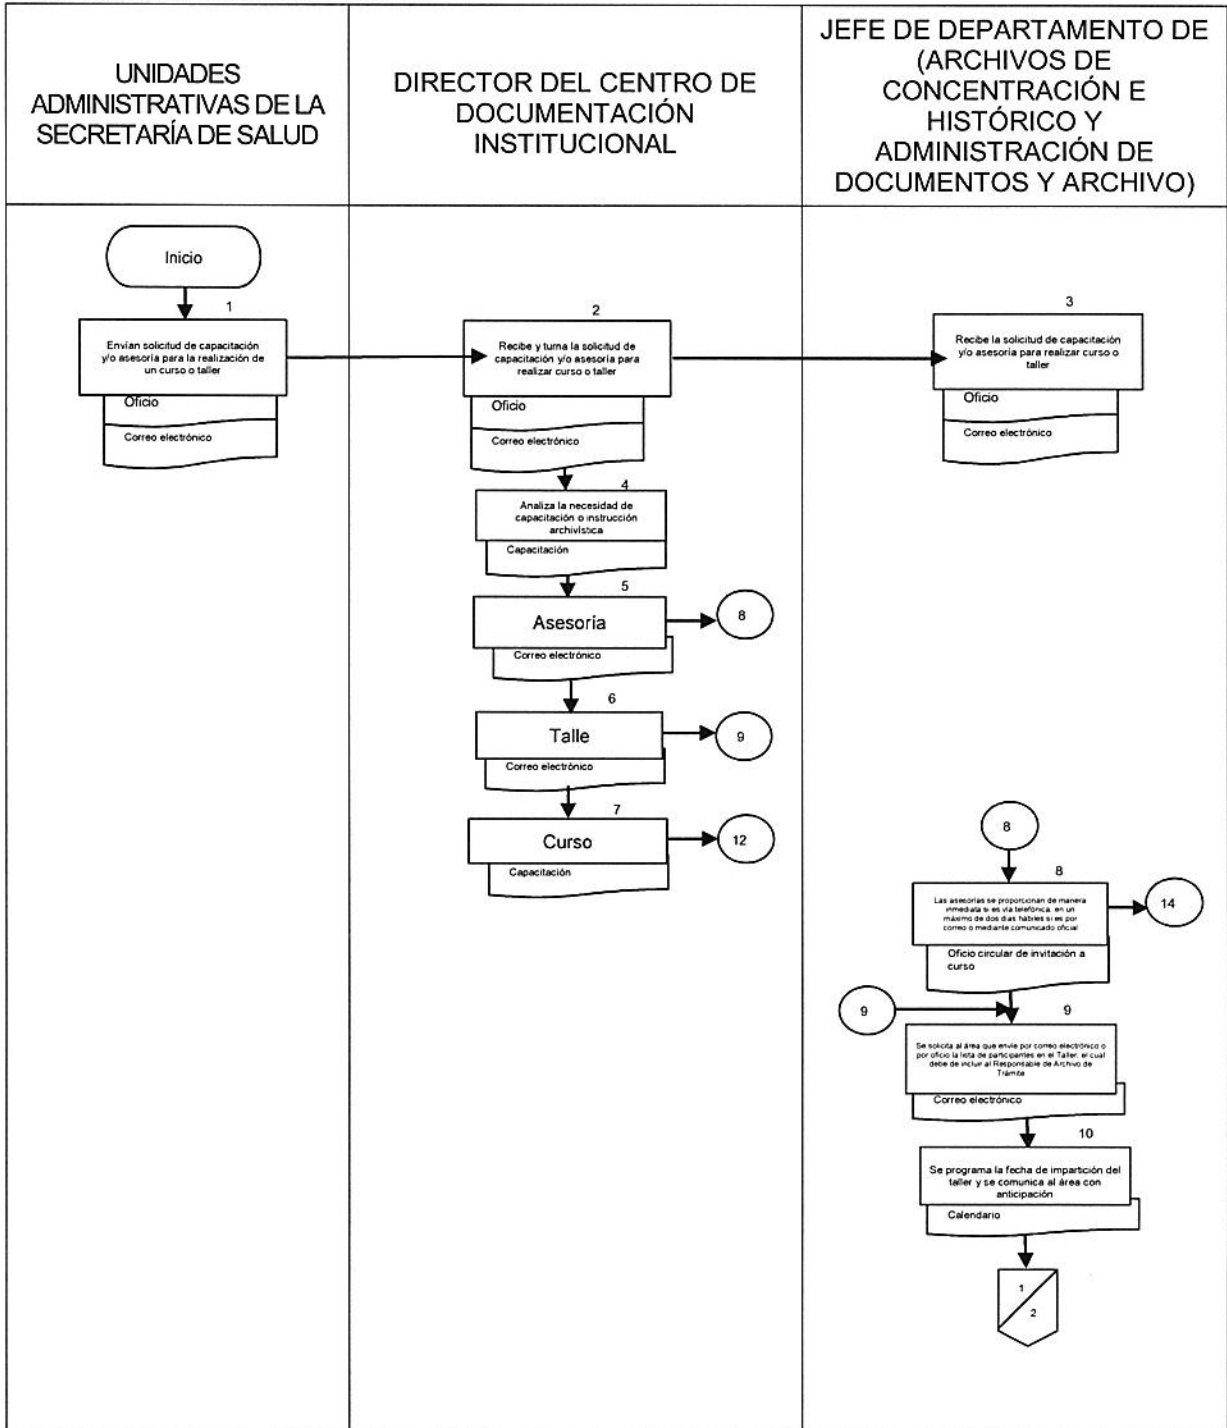 UNIDADES
ADMINISTRATIVAS DE LA
SECRETARÍA DE SALUD
DIRECTOR DEL CENTRO DE
DOCUMENTACIÓN
INSTITUCIONAL
JEFE DE DEPARTAMENTO DE
(ARCHIVOS DE
CONCENTRACIÓN E
HISTÓRICO Y
ADMINISTRACIÓN DE
DOCUMENTOS Y ARCHIVO)
Inicio
1
Envían solicitud de capacitación
y/o asesoría para la realización de
un curso o taller
Oficio
Correo electrónico
2
Recibe y turna la solicitud de
capacitación y/o asesoría para
realizar curso o taller
Oficio
Correo electrónico
3
Recibe la solicitud de capacitación
y/o asesoría para realizar curso o
taller
Oficio
Correo electrónico
4
Analiza la necesidad de
capacitación o instrucción
archivística
Capacitación
5
Asesoría
8
Correo electrónico
6
Talle
9
Correo electrónico
7
Curso
12
Capacitación
8
8
Las asesorías se proporcionan de manera
inmediata si es vía telefónica, en un
máximo de dos días hábiles si es por
correo o mediante comunicado oficial
14
Oficio circular de invitación a
curso
9
9
Se solicita al área que envíe por correo electrónico o
por oficio la lista de participantes en el Taller, el cual
debe de incluir al Responsable de Archivo de
Trámite
Correo electrónico
10
Se programa la fecha de impartición del
taller y se comunica al área con
anticipación
Calendario
1
2